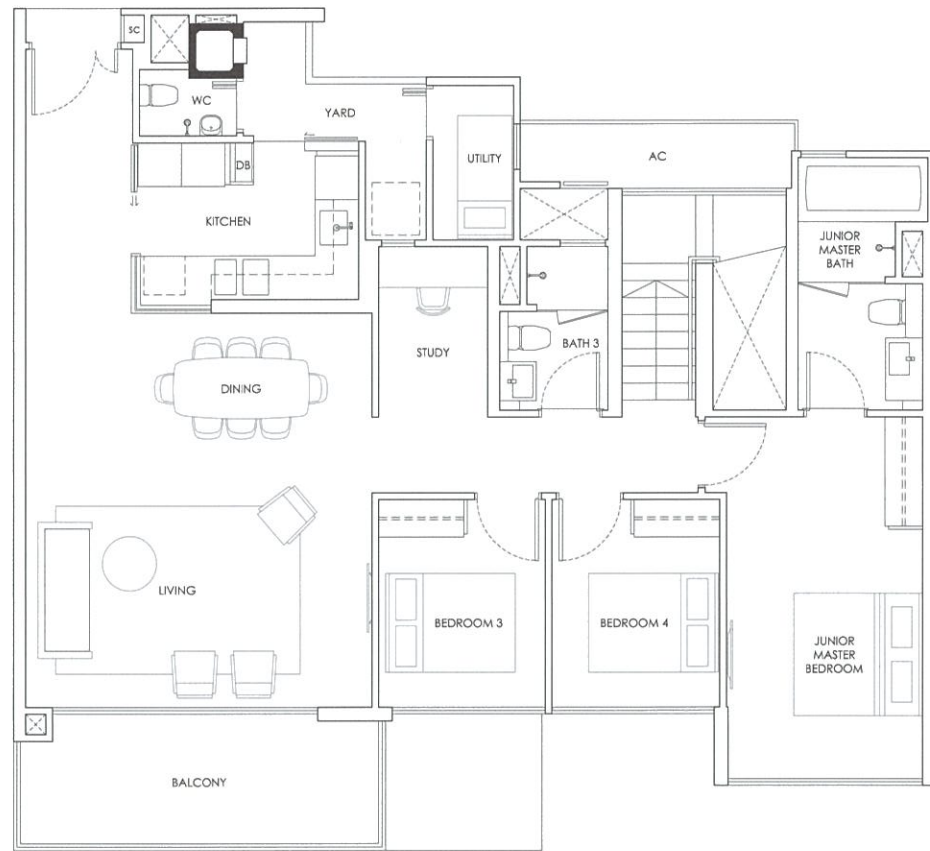 SC
WC
YARD
DB
UTILITY
AC
KITCHEN
JUNIOR
MASTER
BATH
STUDY
BATH 3
DINING
LIVING
BEDROOM 3
BEDROOM 4
JUNIOR
MASTER
BEDROOM
BALCONY